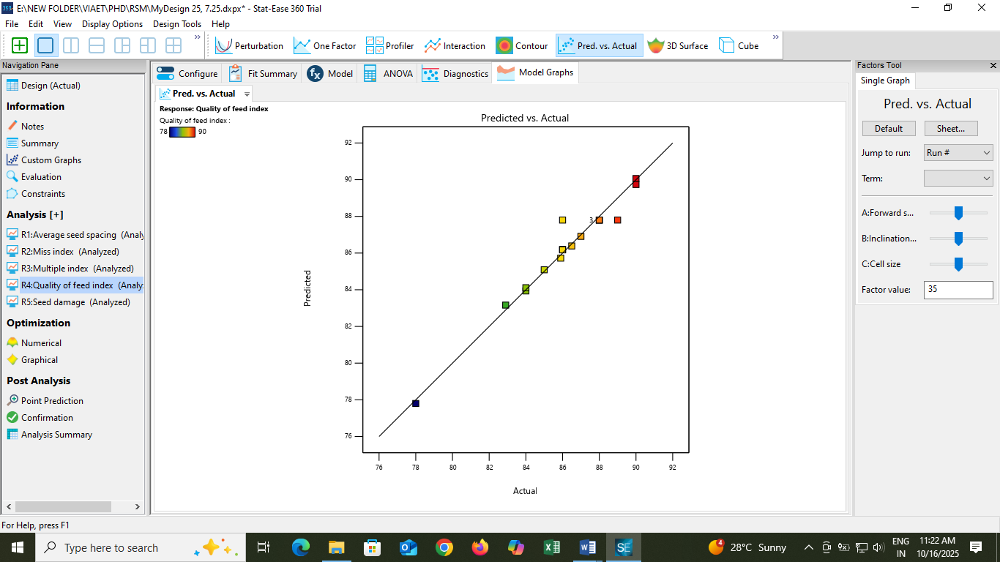 E:\NEW FOLDER\VIAET\PHD\RSM\MyDesign 25, 7.25.dxpx* - Stat-Ease 360 Trial
File Edit View Display Options Design Tools Help
Perturbation One Factor Profiler Interaction Contour Pred. vs. Actual 3D Surface Cube
Navigation Pane
Design (Actual)
Information
Notes
Summary
Custom Graphs
Evaluation
Constraints
Analysis [+]
R1:Average seed spacing (Analy
R2:Miss index (Analyzed)
R3:Multiple index (Analyzed)
R4:Quality of feed index (Analy
R5:Seed damage (Analyzed)
Optimization
Numerical
Graphical
Post Analysis
Point Prediction
Confirmation
Analysis Summary
Configure Fit Summary Model ANOVA Diagnostics Model Graphs
Pred. vs. Actual
Response: Quality of feed index
Quality of feed index :
78 90
Predicted vs. Actual
92
90
88
86
84
82
80
78
76
3
Predicted
76 78 80 82 84 86 88 90 92
Actual
Factors Tool
Single Graph
Pred. vs. Actual
Default Sheet...
Jump to run: Run #
Term:
A:Forward s...
B:Inclination...
C:Cell size
Factor value: 35
For Help, press F1
Type here to search
4
28°C Sunny
ENG
IN
11:22 AM
10/16/2025